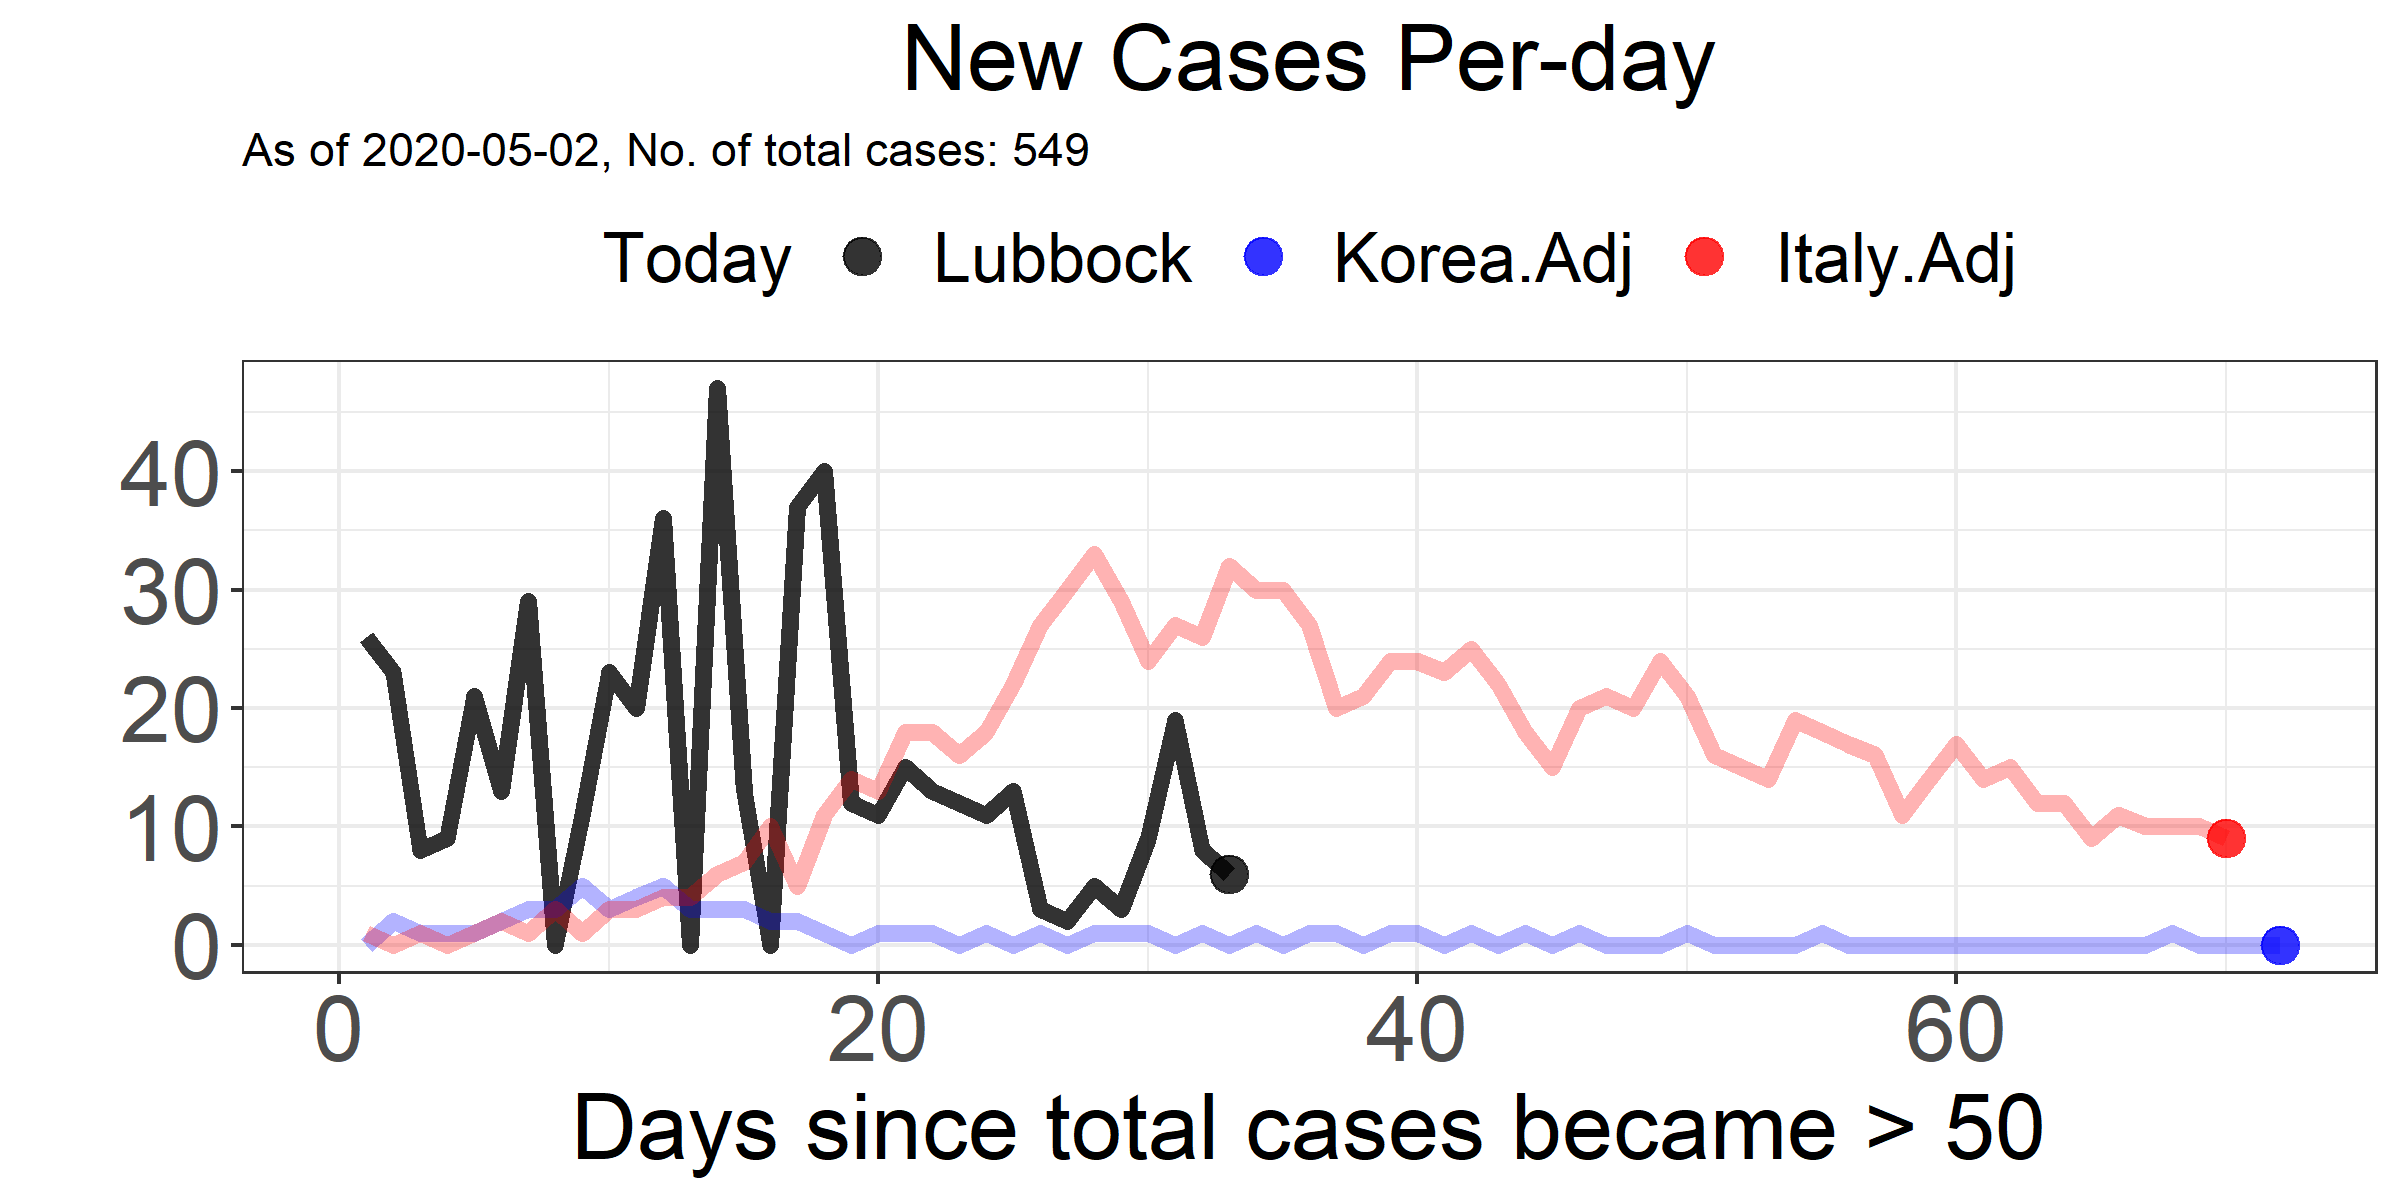 New Cases Per-day
As of 2020-05-02, No. of total cases: 549
Today Lubbock Korea.Adj Italy.Adj
40
30
20
10
0
0 20 40 60
Days since total cases became > 50